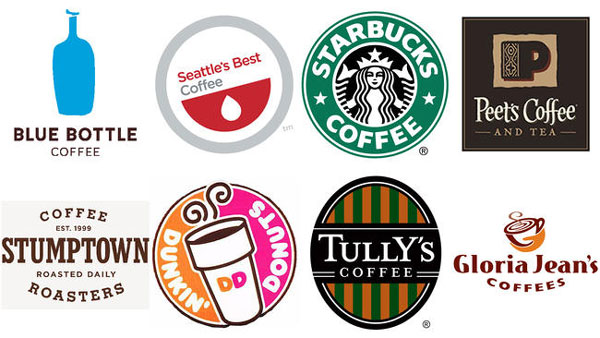 BLUE BOTTLE
COFFEE
Seattle's Best
Coffee
tm
STARBUCKS
COFFEE
®
P
Peet's Coffee
AND TEA
COFFEE
EST. 1999
STUMPTOWN
ROASTED DAILY
ROASTERS
DUNKIN'
DONUTS
DD
TULLY'S
COFFEE
®
Gloria Jean's
COFFEES